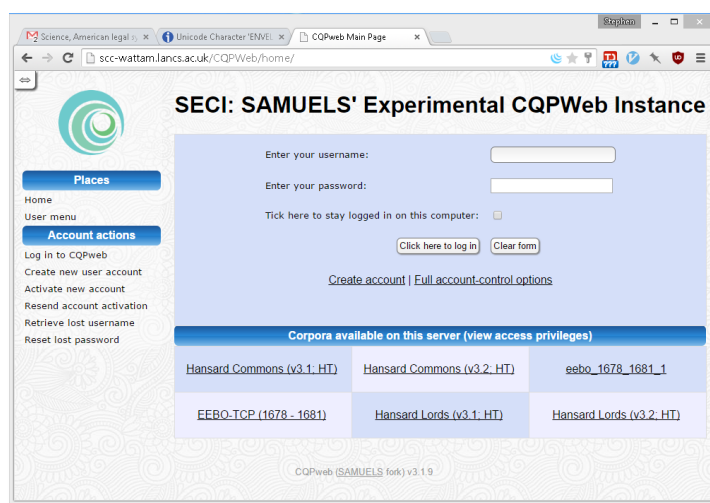 Stephen
Science, American legal sy
Unicode Character 'ENVEL
CQPweb Main Page
scc-wattam.lancs.ac.uk/CQPWeb/home/
SECI: SAMUELS' Experimental CQPWeb Instance
Enter your username:
Enter your password:
Tick here to stay logged in on this computer:
Click here to log in Clear form
Create account | Full account-control options
Places
Home
User menu
Account actions
Log in to CQPweb
Create new user account
Activate new account
Resend account activation
Retrieve lost username
Reset lost password
Corpora available on this server (view access privileges)
Hansard Commons (v3.1; HT) Hansard Commons (v3.2; HT) eebo_1678_1681_1
EEBO-TCP (1678 - 1681) Hansard Lords (v3.1; HT) Hansard Lords (v3.2; HT)
CQPweb (SAMUELS fork) v3.1.9